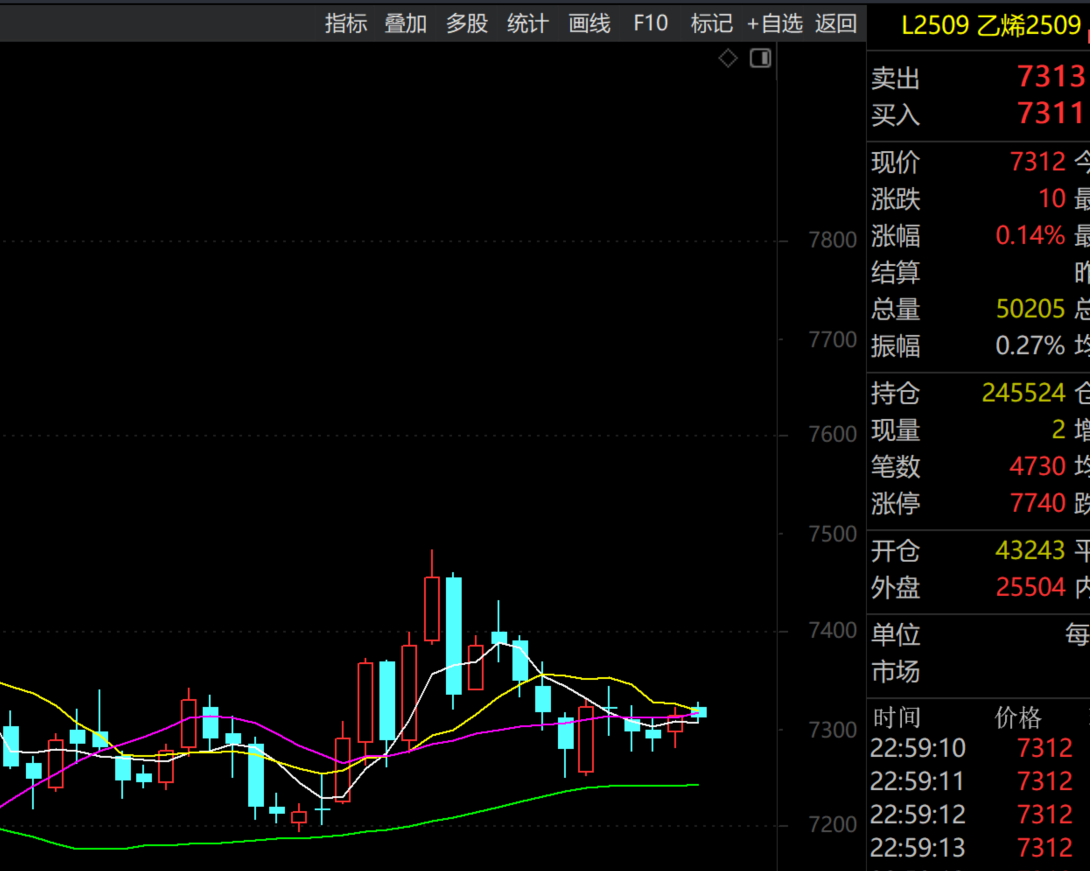 指标 叠加 多股 统计 画线 F10 标记 +自选 返回
L2509 乙烯2509
卖出 7313
买入 7311
现价 7312 今
涨跌 10 最
涨幅 0.14% 最
结算 昨
总量 50205 总
振幅 0.27% 均
持仓 245524 仓
现量 2 增
笔数 4730 均
涨停 7740 跌
开仓 43243 平
外盘 25504 内
单位 每
市场
时间 价格
22:59:10 7312
22:59:11 7312
22:59:12 7312
22:59:13 7312
7800
7700
7600
7500
7400
7300
7200